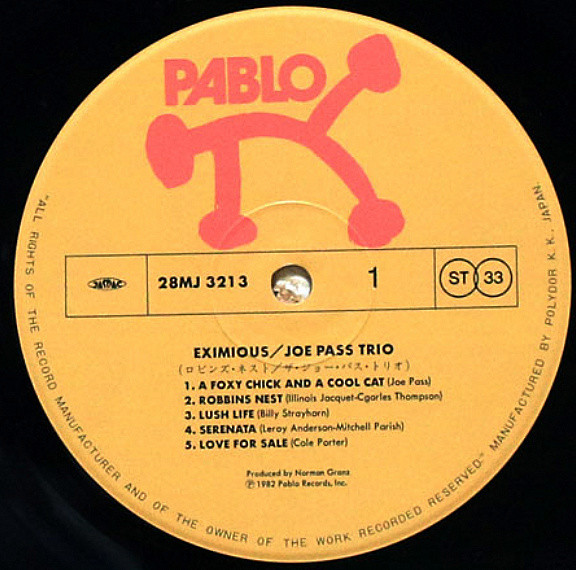 PABLO
JASRAC
28MJ 3213
1
ST 33
EXIMIOUS/JOE PASS TRIO
(ロビンズ・ネスト/ザ・ジョー・パス・トリオ)
1. A FOXY CHICK AND A COOL CAT (Joe Pass)
2. ROBBINS NEST (Illinois Jacquet-Cgorles Thompson)
3. LUSH LIFE (Billy Strayhorn)
4. SERENATA (Leroy Anderson-Mitchell Parish)
5. LOVE FOR SALE (Cole Porter)
Produced by Norman Granz
Ⓟ1982 Pablo Records, Inc.
"ALL RIGHTS OF THE RECORD MANUFACTURER AND OF THE OWNER OF THE WORK RECORDED RESERVED." MANUFACTURED BY POLYDOR K.K., JAPAN.